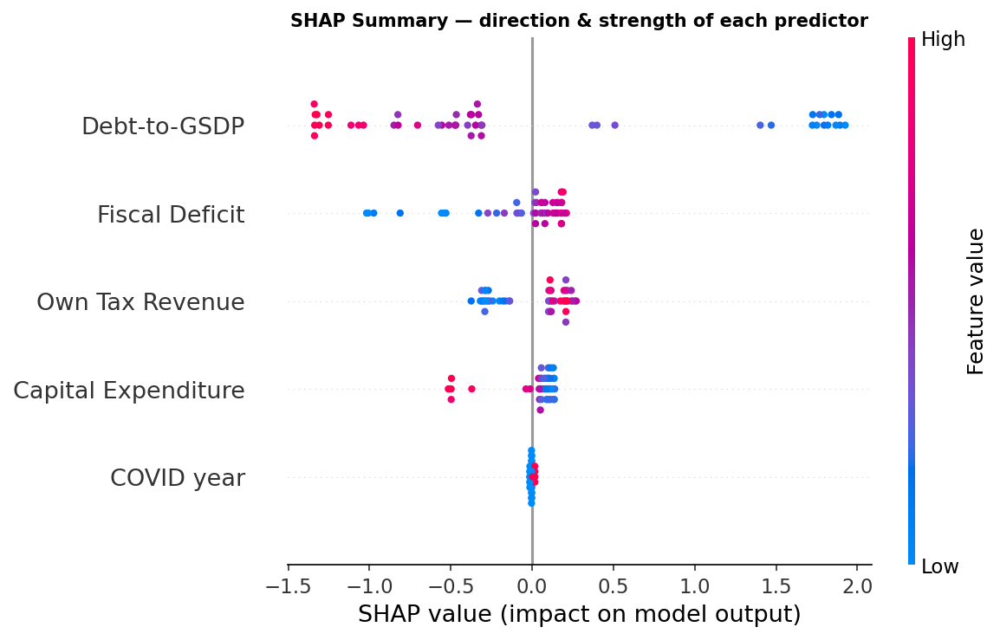 SHAP Summary — direction & strength of each predictor
High
Debt-to-GSDP
Fiscal Deficit
Own Tax Revenue
Capital Expenditure
COVID year
Feature value
Low
−1.5 −1.0 −0.5 0.0 0.5 1.0 1.5 2.0
SHAP value (impact on model output)